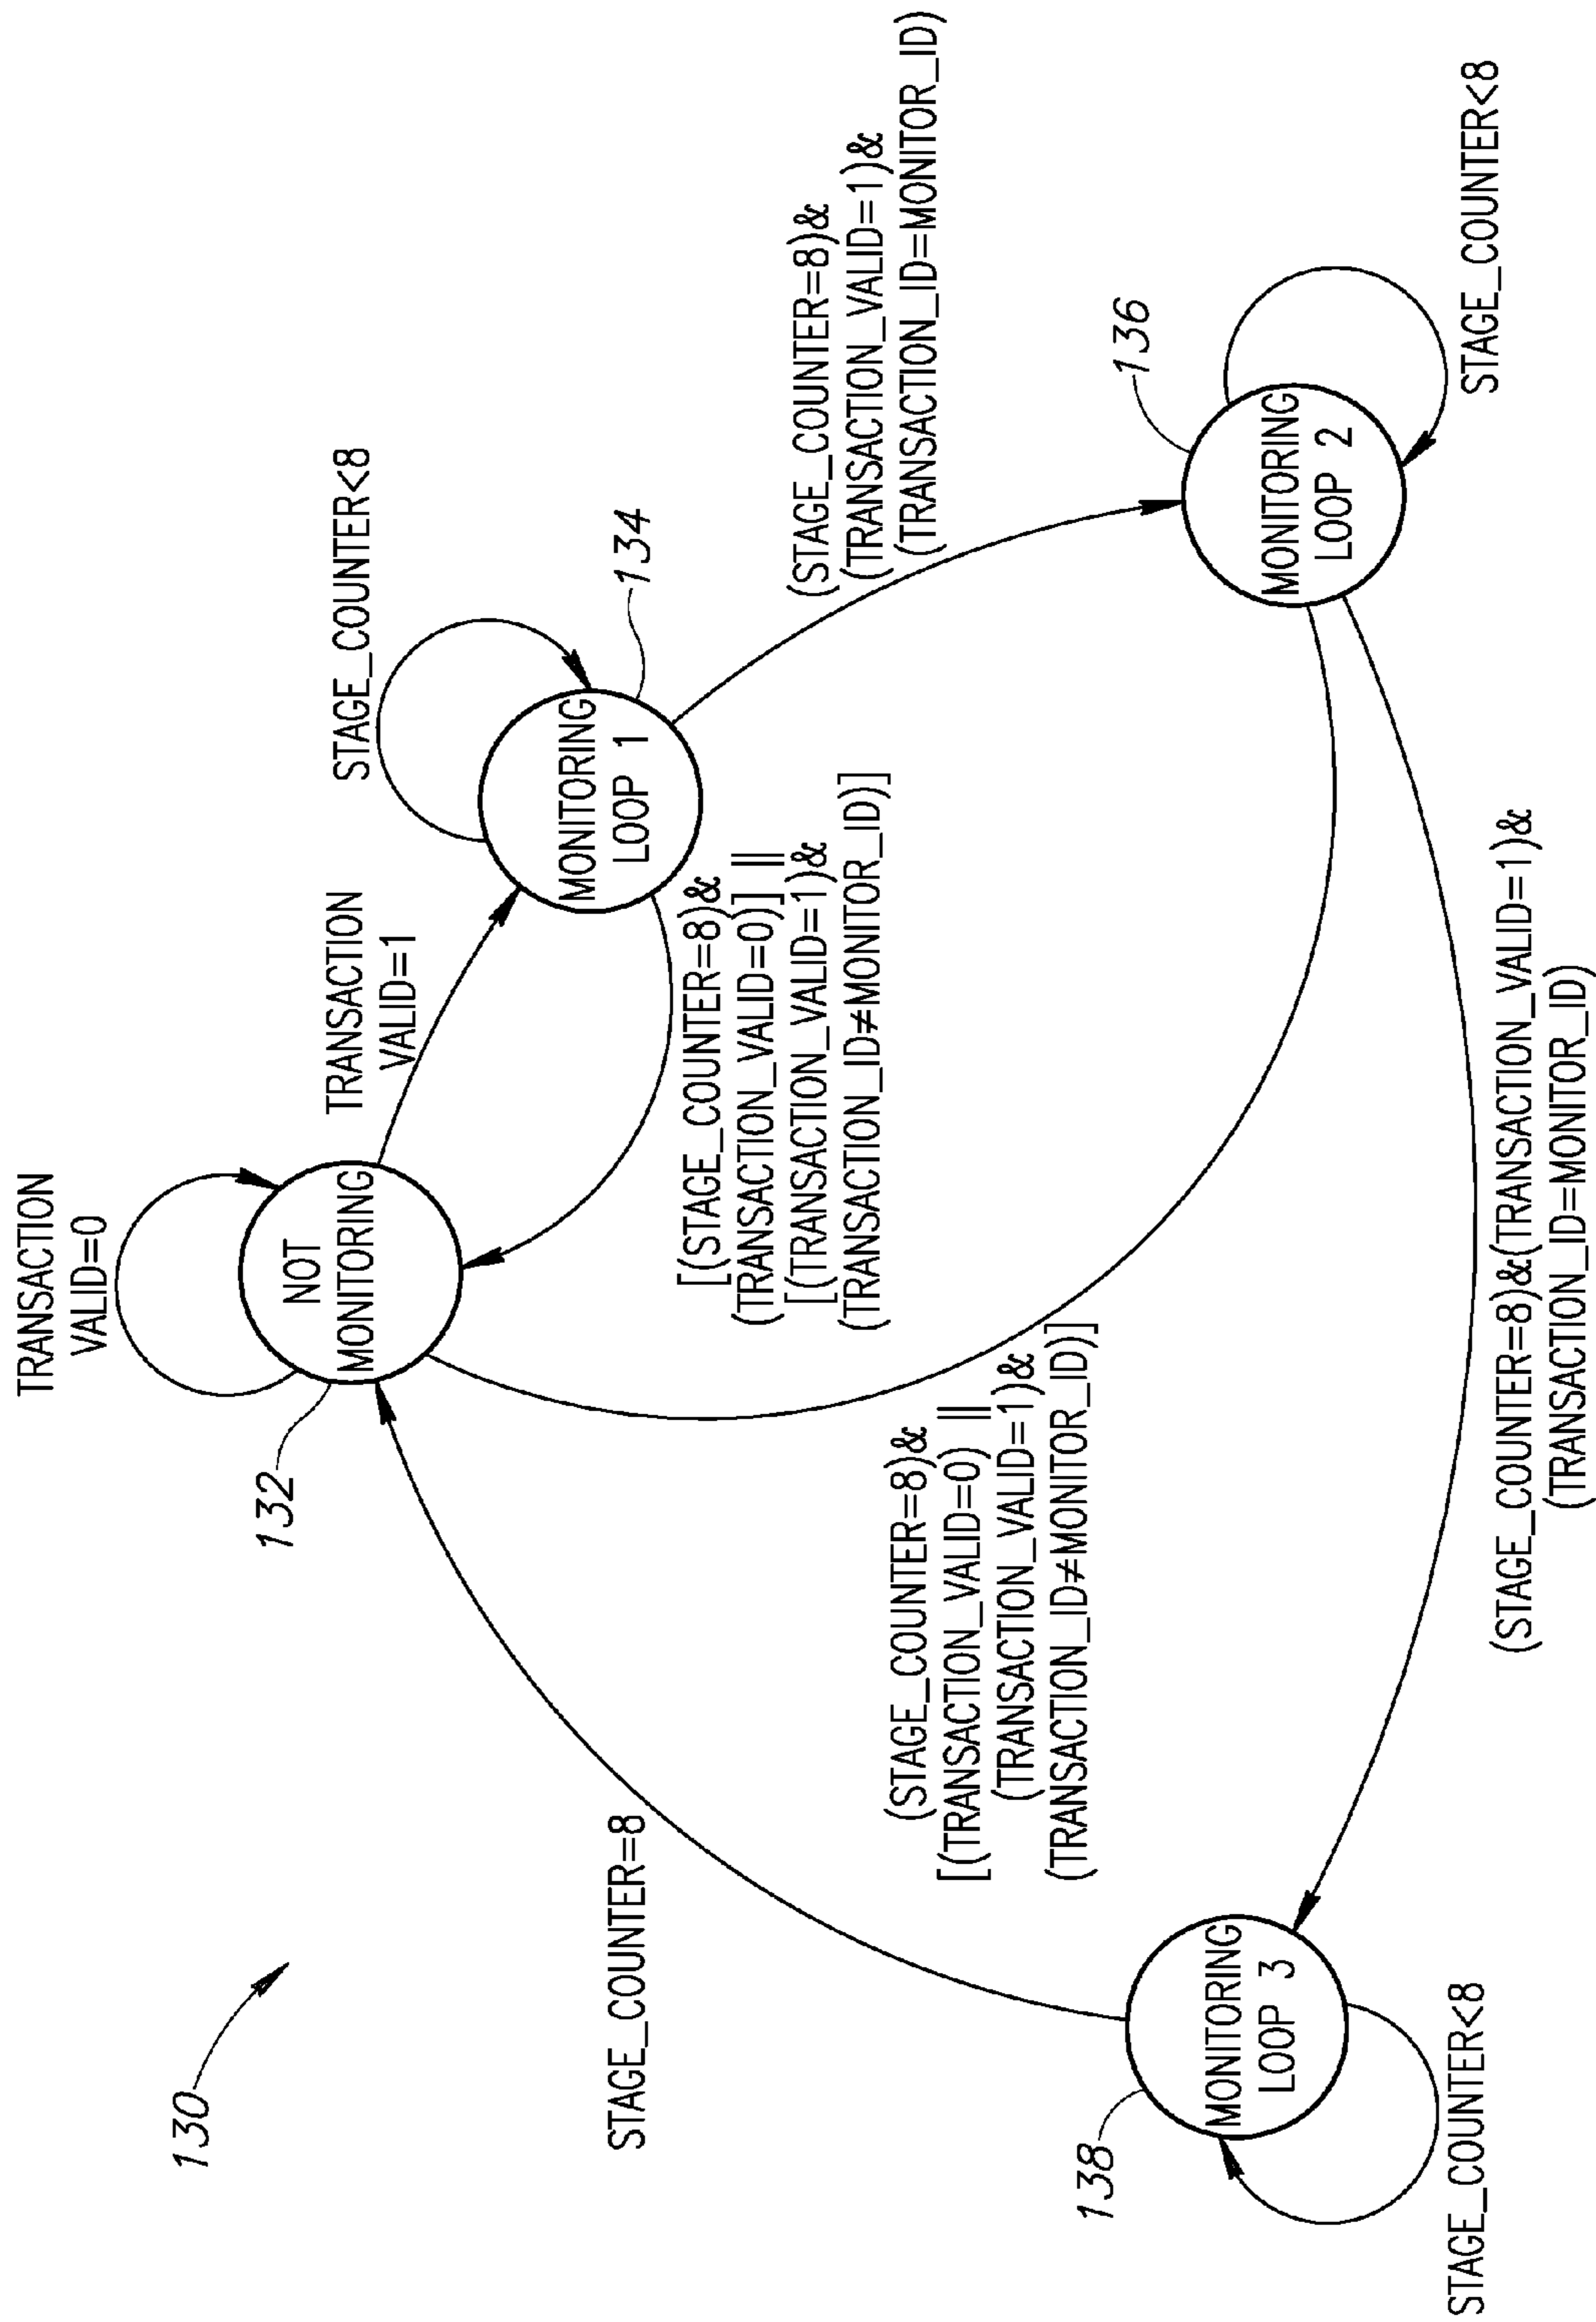 130
TRANSACTION
VALID=0
132
NOT
MONITORING
TRANSACTION
VALID=1
STAGE_COUNTER<8
134
MONITORING
LOOP 1
[(STAGE_COUNTER=8)&
(TRANSACTION_VALID=0)] ||
[(TRANSACTION_VALID=1)&
(TRANSACTION_ID≠MONITOR_ID)]
(STAGE_COUNTER=8)&
(TRANSACTION_VALID=1)&
(TRANSACTION_ID=MONITOR_ID)
STAGE_COUNTER=8
(STAGE_COUNTER=8)&
[(TRANSACTION_VALID=0) ||
(TRANSACTION_VALID=1)&
(TRANSACTION_ID≠MONITOR_ID)]
136
MONITORING
LOOP 2
STAGE_COUNTER<8
138
MONITORING
LOOP 3
STAGE_COUNTER<8
(STAGE_COUNTER=8)&(TRANSACTION_VALID=1)&
(TRANSACTION_ID=MONITOR_ID)